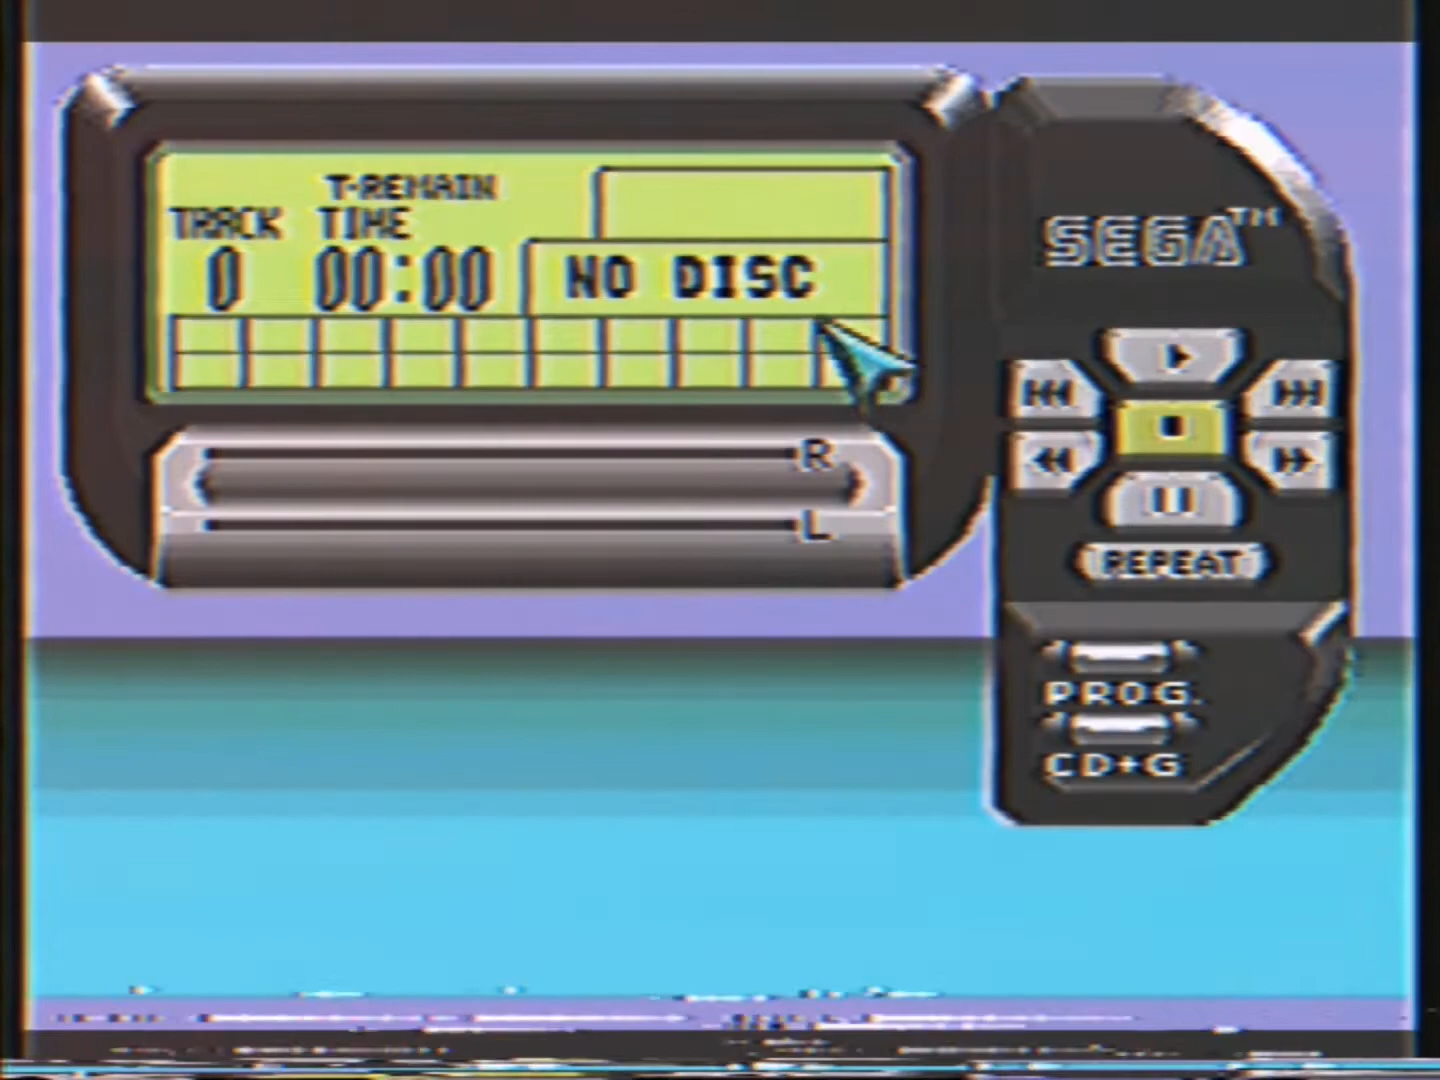 T-REMAIN
TRACK TIME
0 00:00 NO DISC
R
L
SEGA™
REPEAT
PROG.
CD+G